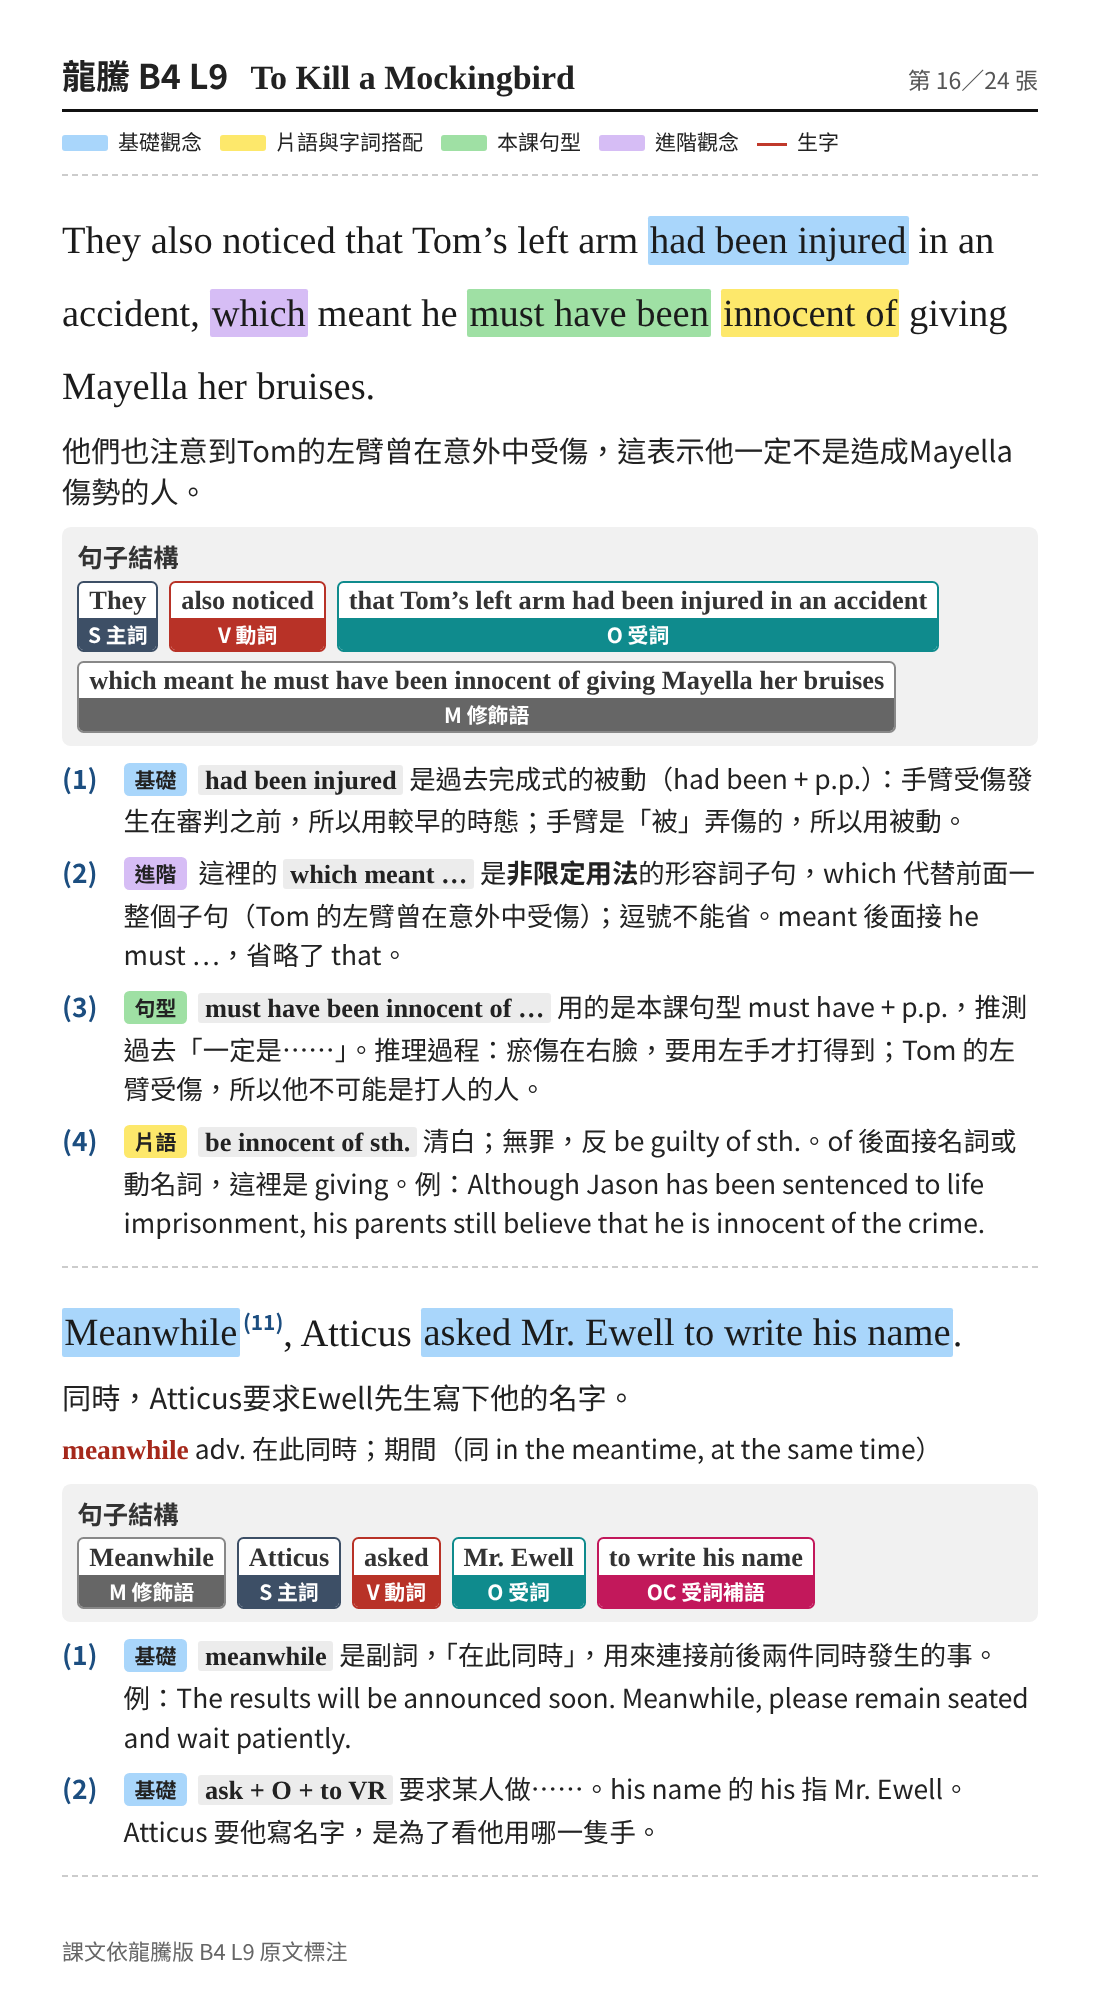 龍騰 B4 L9 To Kill a Mockingbird
第 16／24 張
基礎觀念 片語與字詞搭配 本課句型 進階觀念 生字
They also noticed that Tom’s left arm had been injured in an
accident, which meant he must have been innocent of giving
Mayella her bruises.
他們也注意到Tom的左臂曾在意外中受傷，這表示他一定不是造成Mayella
傷勢的人。
句子結構
They also noticed that Tom’s left arm had been injured in an accident
S 主詞 V 動詞 O 受詞
which meant he must have been innocent of giving Mayella her bruises
M 修飾語
(1) 基礎 had been injured 是過去完成式的被動（had been + p.p.）：手臂受傷發
生在審判之前，所以用較早的時態；手臂是「被」弄傷的，所以用被動。
(2) 進階 這裡的 which meant … 是非限定用法的形容詞子句，which 代替前面一
整個子句（Tom 的左臂曾在意外中受傷）；逗號不能省。meant 後面接 he
must …，省略了 that。
(3) 句型 must have been innocent of … 用的是本課句型 must have + p.p.，推測
過去「一定是……」。推理過程：瘀傷在右臉，要用左手才打得到；Tom 的左
臂受傷，所以他不可能是打人的人。
(4) 片語 be innocent of sth. 清白；無罪，反 be guilty of sth.。of 後面接名詞或
動名詞，這裡是 giving。例：Although Jason has been sentenced to life
imprisonment, his parents still believe that he is innocent of the crime.
Meanwhile(11), Atticus asked Mr. Ewell to write his name.
同時，Atticus要求Ewell先生寫下他的名字。
meanwhile adv. 在此同時；期間（同 in the meantime, at the same time）
句子結構
Meanwhile Atticus asked Mr. Ewell to write his name
M 修飾語 S 主詞 V 動詞 O 受詞 OC 受詞補語
(1) 基礎 meanwhile 是副詞，「在此同時」，用來連接前後兩件同時發生的事。
例：The results will be announced soon. Meanwhile, please remain seated
and wait patiently.
(2) 基礎 ask + O + to VR 要求某人做……。his name 的 his 指 Mr. Ewell。
Atticus 要他寫名字，是為了看他用哪一隻手。
課文依龍騰版 B4 L9 原文標注